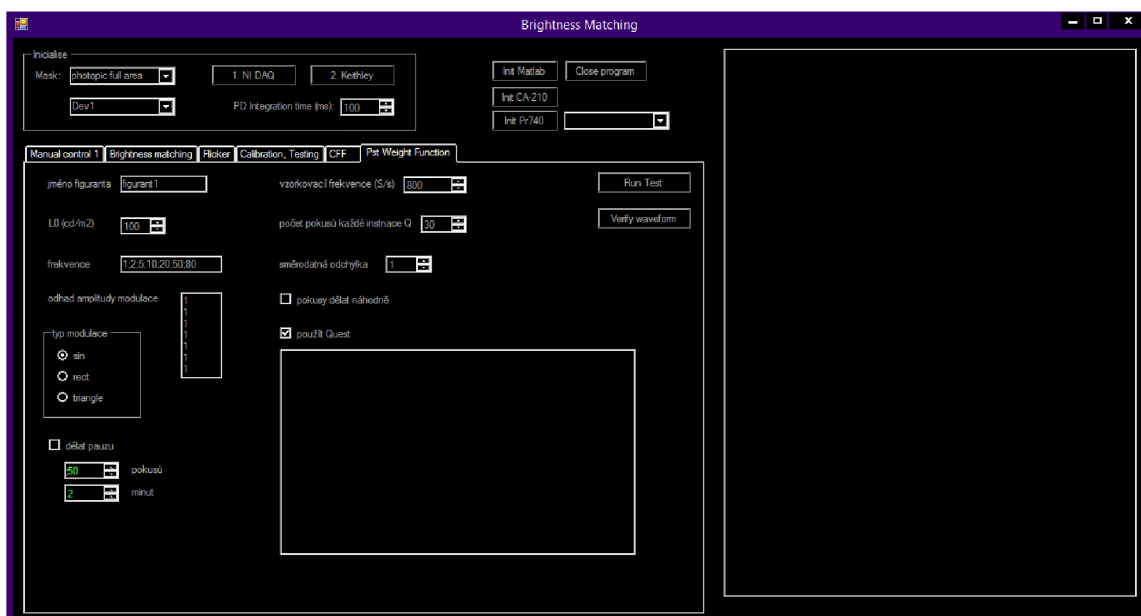 Brightness Matching
Inicialise
Mask: photopic full area 1. NI DAQ 2. Keithley
Dev1 PD Integration time (ms): 100
Init Matlab Close program
Init CA-210
Init Pr740
Manual control 1 Brightness matching Flicker Calibration, Testing CFF Pst Weight Function
jméno figuranta figurant1 vzorkovací frekvence (S/s) 800 Run Test
L0 (cd/m2) 100 počet pokusů každé instnace Q 30 Verify waveform
frekvence 1;2;5;10;20;50;80 směrodatná odchylka 1
odhad amplitudy modulace
1
1
1
1
1
1
1
pokusy dělat náhodně
typ modulace
použít Quest
sin
rect
triangle
dělat pauzu
50 pokusů
2 minut